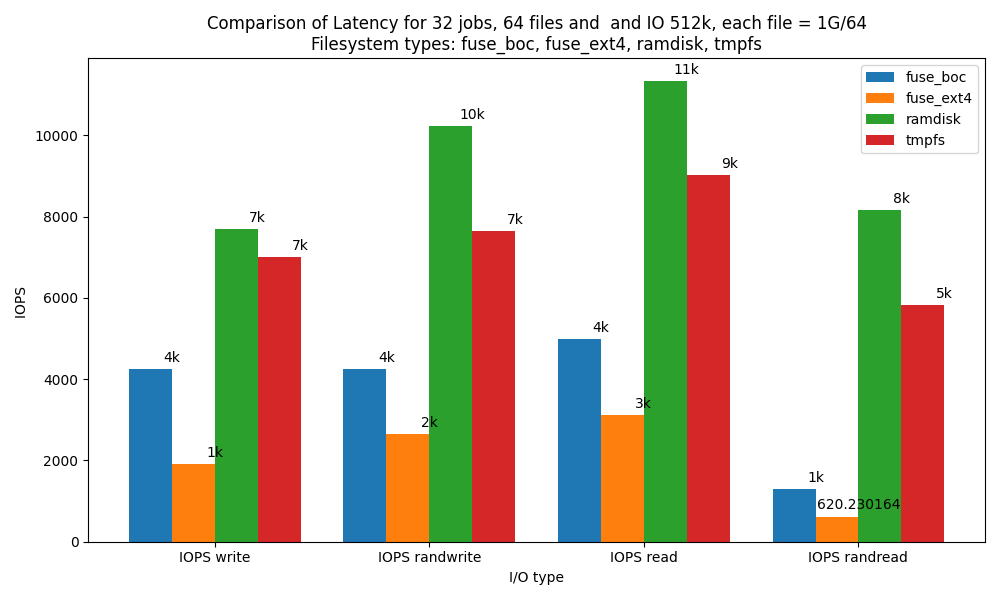 Comparison of Latency for 32 jobs, 64 files and  and IO 512k, each file = 1G/64
Filesystem types: fuse_boc, fuse_ext4, ramdisk, tmpfs
fuse_boc
fuse_ext4
ramdisk
tmpfs
IOPS
10000
8000
6000
4000
2000
0
4k
1k
7k
7k
4k
2k
10k
7k
4k
3k
11k
9k
1k
620.230164
8k
5k
IOPS write
IOPS randwrite
IOPS read
IOPS randread
I/O type